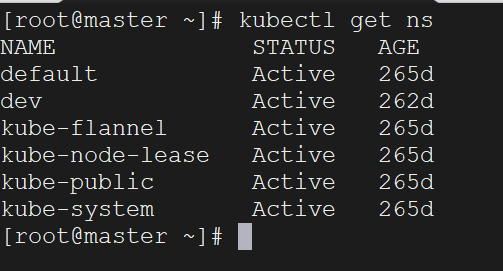 [root@master ~]# kubectl get ns
NAME              STATUS   AGE
default           Active   265d
dev               Active   262d
kube-flannel      Active   265d
kube-node-lease   Active   265d
kube-public       Active   265d
kube-system       Active   265d
[root@master ~]#